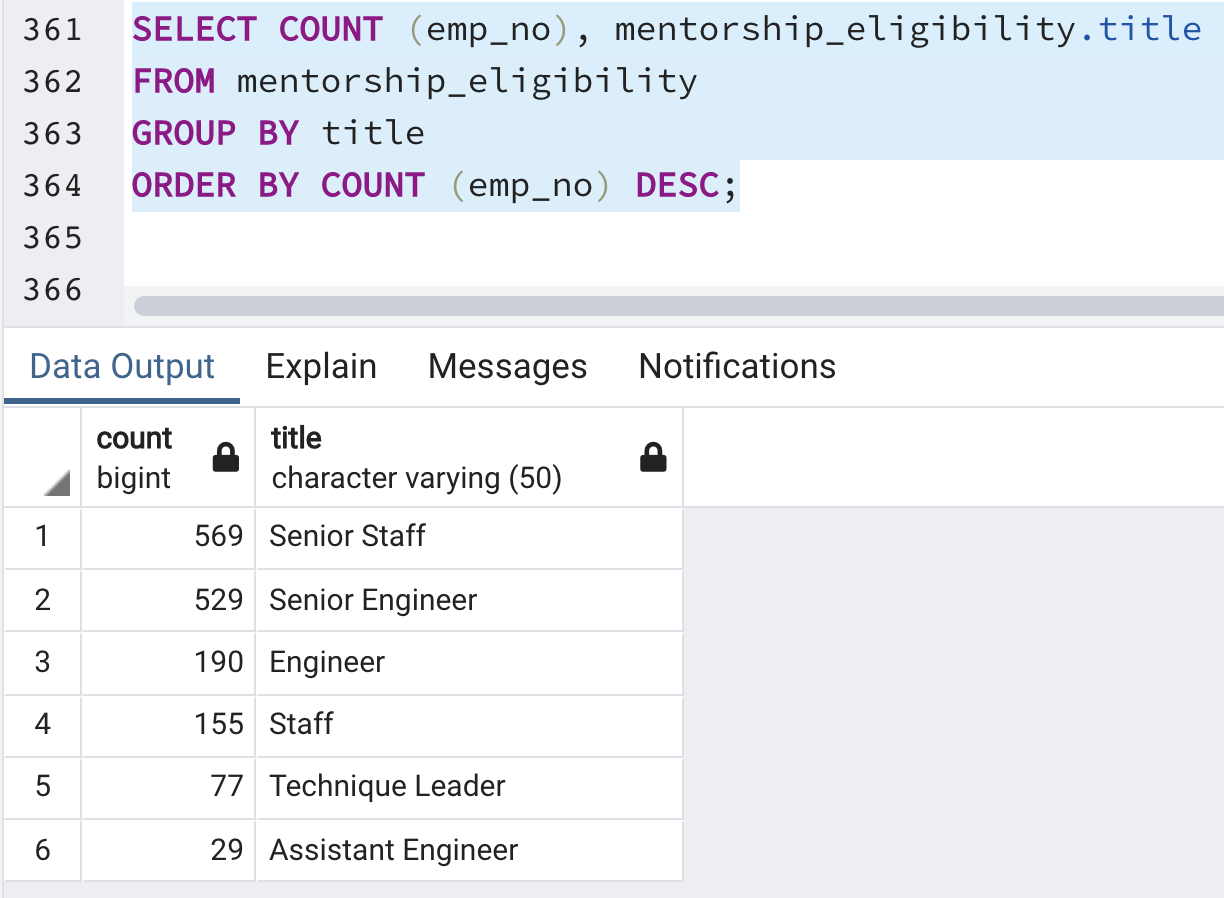 361 SELECT COUNT (emp_no), mentorship_eligibility.title
362 FROM mentorship_eligibility
363 GROUP BY title
364 ORDER BY COUNT (emp_no) DESC;
365
366
Data Output Explain Messages Notifications
count title
bigint character varying (50)
1 569 Senior Staff
2 529 Senior Engineer
3 190 Engineer
4 155 Staff
5 77 Technique Leader
6 29 Assistant Engineer